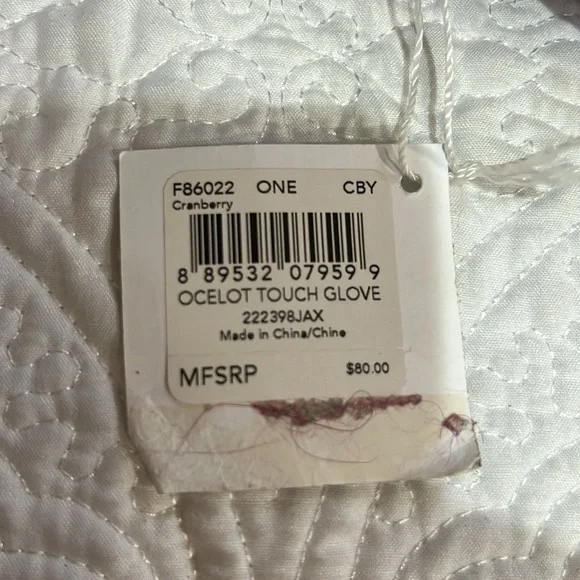 F86022 ONE CBY
Cranberry
8 89532 07959 9
OCELOT TOUCH GLOVE
222398JAX
Made in China/Chine
MFSRP $80.00